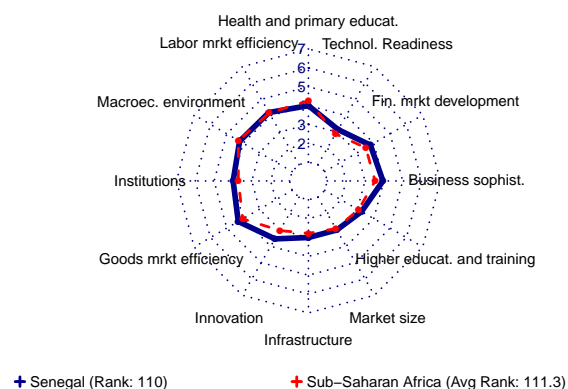 Health and primary educat.
Labor mrkt efficiency
Technol. Readiness
7
6
5
Macroec. environment
Fin. mrkt development
3
2
Institutions
Business sophist.
Goods mrkt efficiency
Higher educat. and training
Innovation
Market size
Infrastructure
Senegal (Rank: 110)
Sub−Saharan Africa (Avg Rank: 111.3)